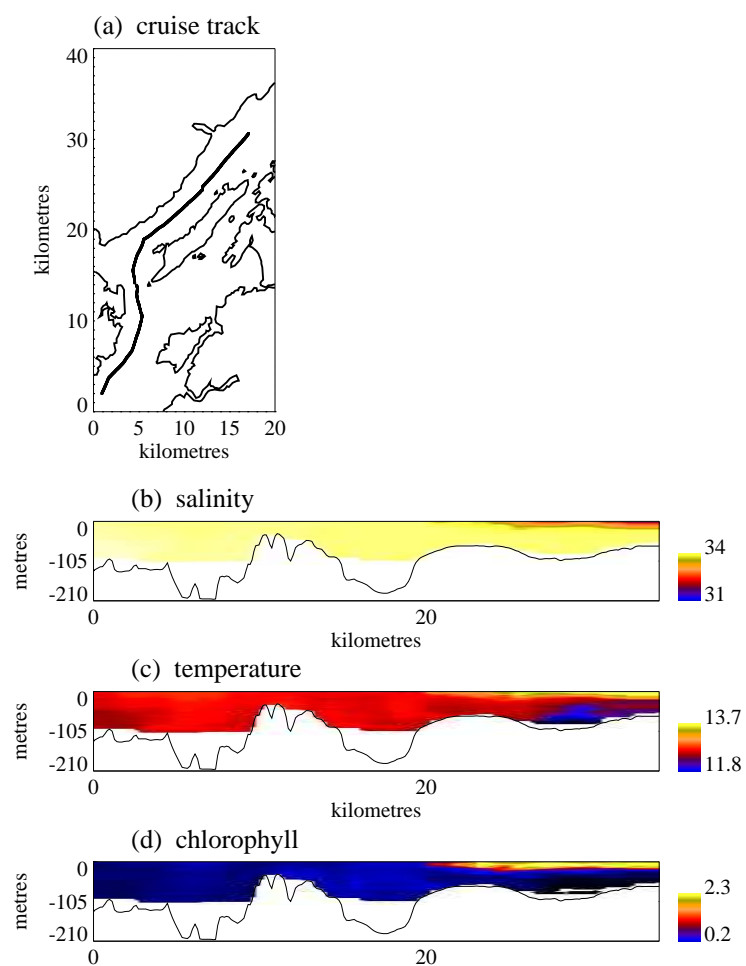 (a) cruise track
40
30
20
10
0
kilometres
0 5 10 15 20
kilometres
(b) salinity
0
-105
-210
metres
0 20
kilometres
34
31
(c) temperature
0
-105
-210
metres
0 20
kilometres
13.7
11.8
(d) chlorophyll
0
-105
-210
metres
0 20
2.3
0.2